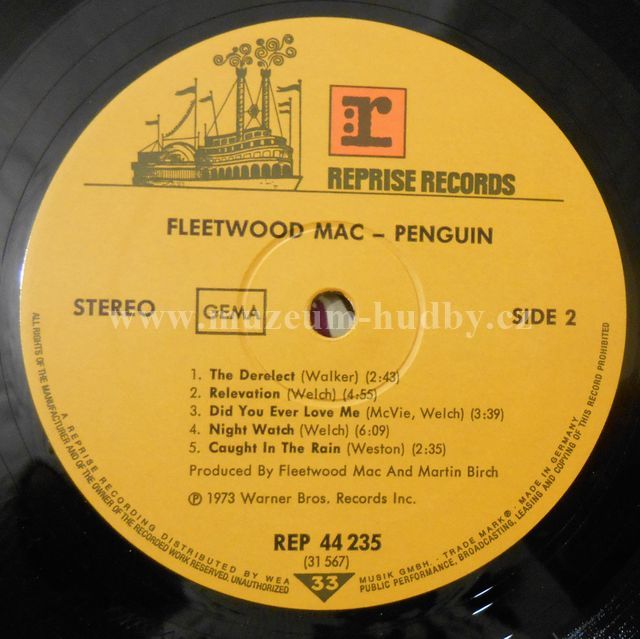 r
REPRISE RECORDS
FLEETWOOD MAC – PENGUIN
STEREO
GEMA
SIDE 2
www.muzeum-hudby.cz
1. The Derelect (Walker) (2:43)
2. Relevation (Welch) (4:55)
3. Did You Ever Love Me (McVie, Welch) (3:39)
4. Night Watch (Welch) (6:09)
5. Caught In The Rain (Weston) (2:35)
Produced By Fleetwood Mac And Martin Birch
℗ 1973 Warner Bros. Records Inc.
REP 44 235
(31 567)
33
A REPRISE RECORDING DISTRIBUTED BY WEA MUSIK GMBH. · TRADE MARK ® · MADE IN GERMANY
ALL RIGHTS OF THE MANUFACTURER AND OF THE OWNER OF THE RECORDED WORK RESERVED, UNAUTHORIZED PUBLIC PERFORMANCE, BROADCASTING, LEASING AND COPYING OF THIS RECORD PROHIBITED